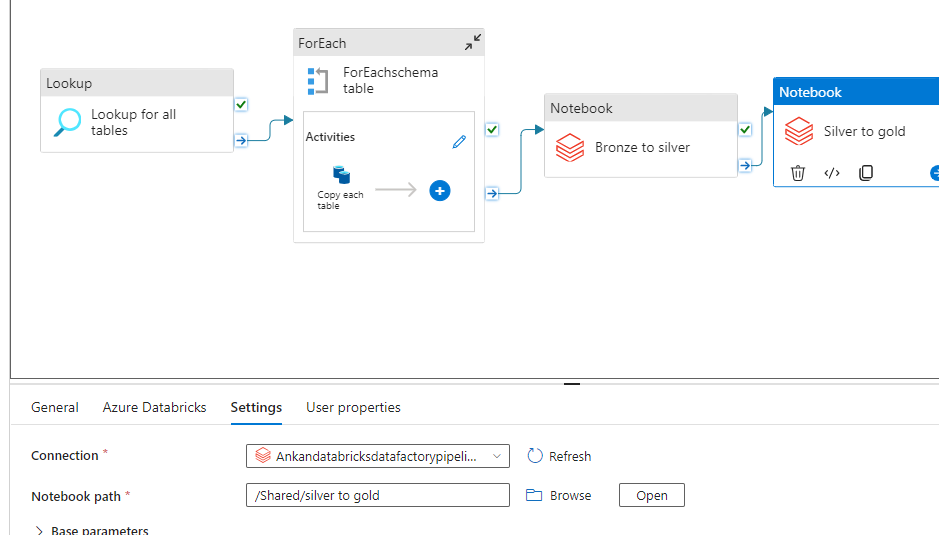 Lookup
Lookup for all
tables
ForEach
ForEachschema
table
Activities
Copy each
table
Notebook
Bronze to silver
Notebook
Silver to gold
General
Azure Databricks
Settings
User properties
Connection *
Ankandatabricksdatafactorypipeli...
Refresh
Notebook path *
/Shared/silver to gold
Browse
Open
Base parameters